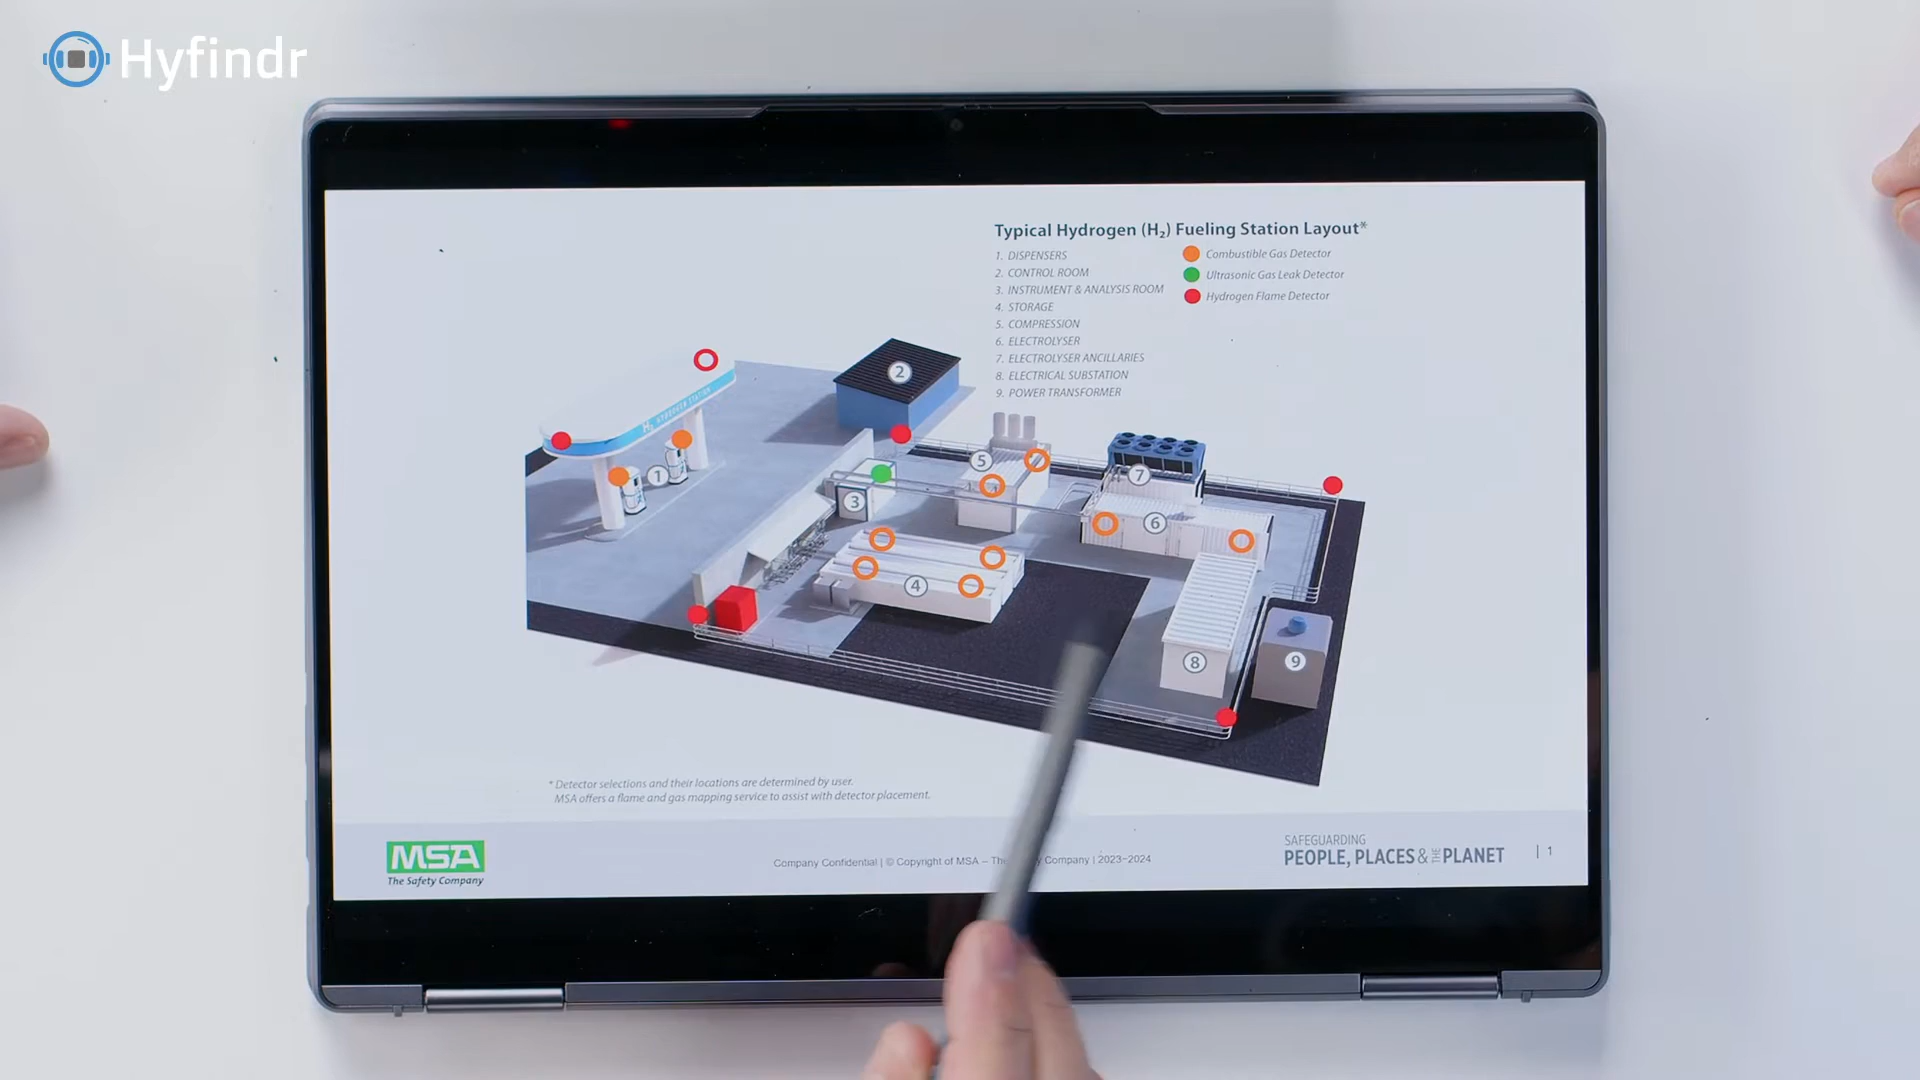 Hyfindr
Typical Hydrogen (H₂) Fueling Station Layout*
1. DISPENSERS
2. CONTROL ROOM
3. INSTRUMENT & ANALYSIS ROOM
4. STORAGE
5. COMPRESSION
6. ELECTROLYSER
7. ELECTROLYSER ANCILLARIES
8. ELECTRICAL SUBSTATION
9. POWER TRANSFORMER
Combustible Gas Detector
Ultrasonic Gas Leak Detector
Hydrogen Flame Detector
2
H₂ HYDROGEN STATION
5
7
1
3
6
4
8
9
* Detector selections and their locations are determined by user.
MSA offers a flame and gas mapping service to assist with detector placement.
MSA
The Safety Company
Company Confidential | © Copyright of MSA – The Company | 2023–2024
SAFEGUARDING
PEOPLE, PLACES & THE PLANET
| 1